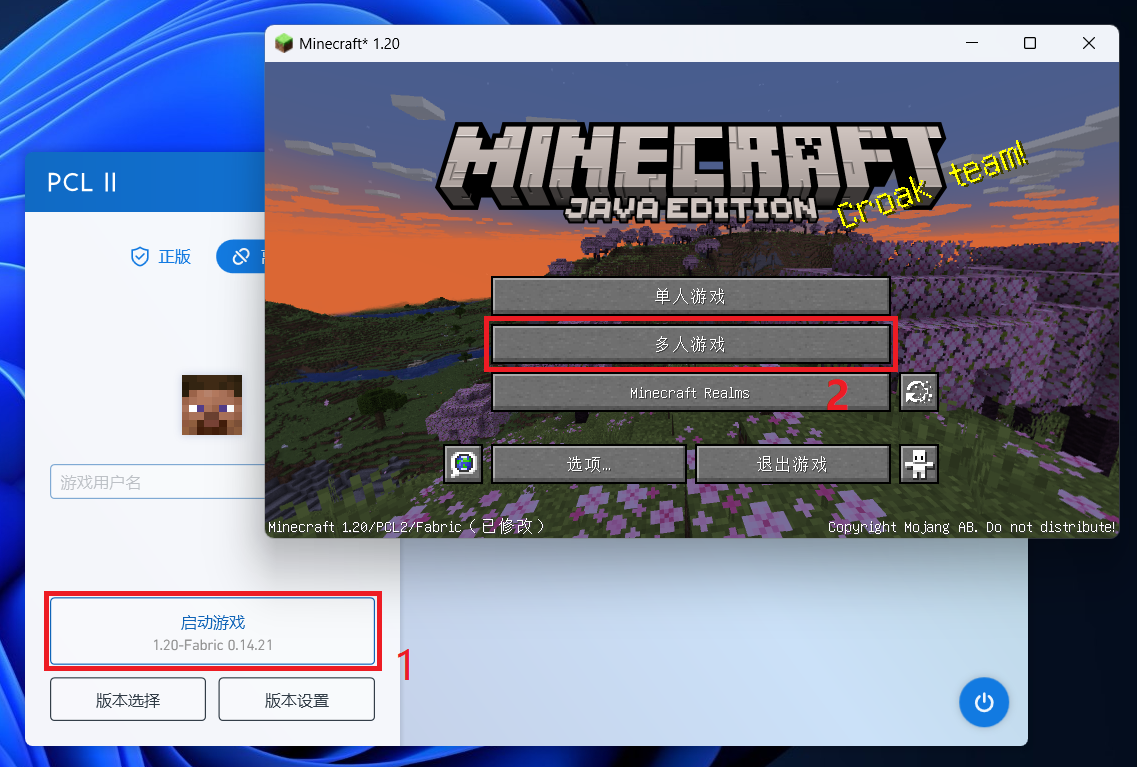 Minecraft* 1.20
MINECRAFT
JAVA EDITION
Croak team!
单人游戏
多人游戏
Minecraft Realms
2
选项...
退出游戏
Minecraft 1.20/PCL2/Fabric（已修改）
Copyright Mojang AB. Do not distribute!
PCL II
正版
游戏用户名
启动游戏
1.20-Fabric 0.14.21
1
版本选择
版本设置